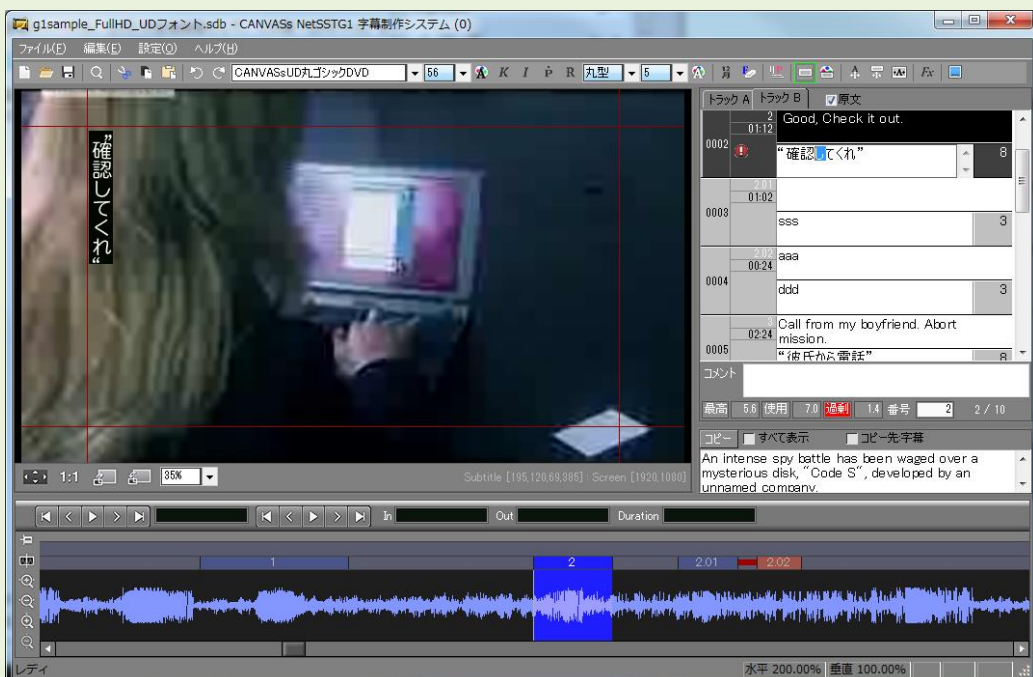 g1sample_FullHD_UDフォント.sdb - CANVASs NetSSTG1 字幕制作システム (0)
ファイル(F) 編集(E) 設定(O) ヘルプ(H)
CANVASsUD丸ゴシックDVD 56 K I R 丸型 5 Fx
トラック A トラック B 原文
0002 2 01:12 Good, Check it out.
“確認してくれ” 8
“確認してくれ“
0003 2.01 01:02
sss 3
0004 2.02 00:24 aaa
ddd 3
0005 3 02:24 Call from my boyfriend. Abort
mission.
“彼氏から電話” 8
コメント
最高 5.6 使用 7.0 過剰 1.4 番号 2 2 / 10
コピー すべて表示 コピー先字幕
An intense spy battle has been waged over a
mysterious disk, “Code S”, developed by an
unnamed company.
1:1 35% Subtitle [195,120,69,385] : Screen [1920,1080]
In Out Duration
1 2 2.01 2.02
レディ 水平 200.00% 垂直 100.00%